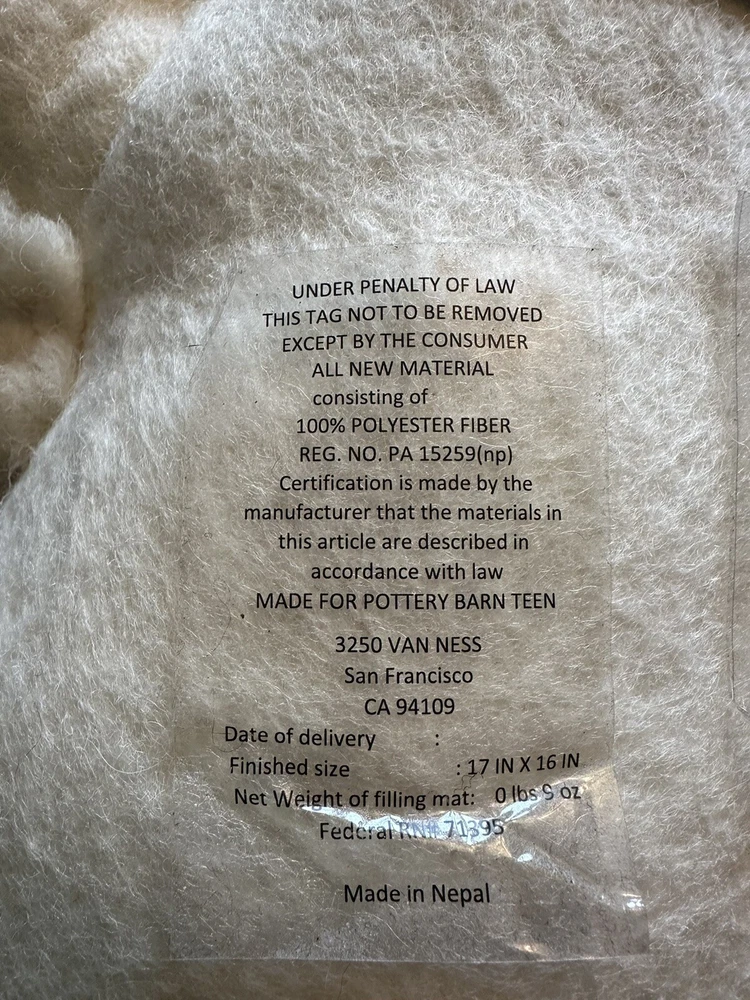 UNDER PENALTY OF LAW
THIS TAG NOT TO BE REMOVED
EXCEPT BY THE CONSUMER
ALL NEW MATERIAL
consisting of
100% POLYESTER FIBER
REG. NO. PA 15259(np)
Certification is made by the
manufacturer that the materials in
this article are described in
accordance with law
MADE FOR POTTERY BARN TEEN
3250 VAN NESS
San Francisco
CA 94109
Date of delivery :
Finished size : 17 IN X 16 IN
Net Weight of filling mat: 0 lbs 9 oz
Federal RN# 71395
Made in Nepal